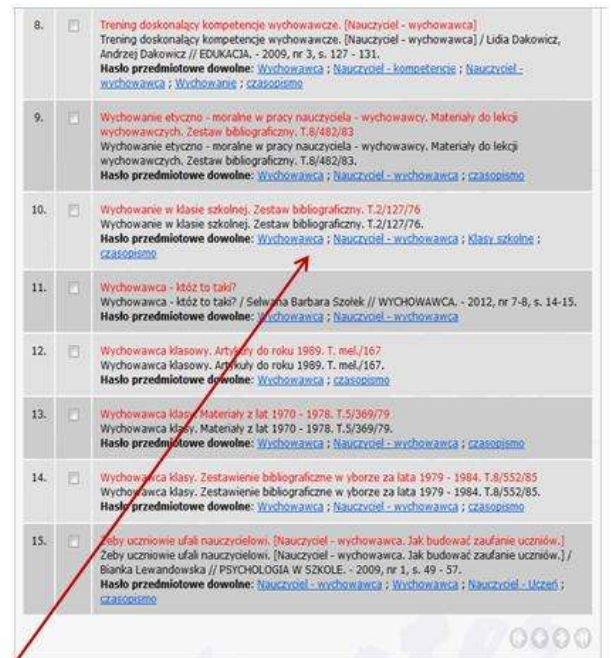 8. Trening doskonalący kompetencje wychowawcze. [Nauczyciel - wychowawca]
Trening doskonalący kompetencje wychowawcze. [Nauczyciel - wychowawca] / Lidia Dakowicz,
Andrzej Dakowicz // EDUKACJA. - 2009, nr 3, s. 127 - 131.
Hasło przedmiotowe dowolne: Wychowawca ; Nauczyciel - kompetencje ; Nauczyciel -
wychowawca ; Wychowanie ; czasopismo
9. Wychowanie etyczno - moralne w pracy nauczyciela - wychowawcy. Materiały do lekcji
wychowawczych. Zestaw bibliograficzny. T.8/482/83
Wychowanie etyczno - moralne w pracy nauczyciela - wychowawcy. Materiały do lekcji
wychowawczych. Zestaw bibliograficzny. T.8/482/83.
Hasło przedmiotowe dowolne: Wychowawca ; Nauczyciel - wychowawca ; czasopismo
10. Wychowanie w klasie szkolnej. Zestaw bibliograficzny. T.2/127/76
Wychowanie w klasie szkolnej. Zestaw bibliograficzny. T.2/127/76.
Hasło przedmiotowe dowolne: Wychowawca ; Nauczyciel - wychowawca ; Klasy szkolne ;
czasopismo
11. Wychowawca - któż to taki?
Wychowawca - któż to taki? / Selwana Barbara Szołek // WYCHOWAWCA. - 2012, nr 7-8, s. 14-15.
Hasło przedmiotowe dowolne: Wychowawca ; Nauczyciel - wychowawca
12. Wychowawca klasowy. Artykuły do roku 1989. T. mel./167
Wychowawca klasowy. Artykuły do roku 1989. T. mel./167.
Hasło przedmiotowe dowolne: Wychowawca ; czasopismo
13. Wychowawca klasy. Materiały z lat 1970 - 1978. T.5/369/79
Wychowawca klasy. Materiały z lat 1970 - 1978. T.5/369/79.
Hasło przedmiotowe dowolne: Wychowawca ; Nauczyciel - wychowawca ; czasopismo
14. Wychowawca klasy. Zestawienie bibliograficzne w yborze za lata 1979 - 1984. T.8/552/85
Wychowawca klasy. Zestawienie bibliograficzne w yborze za lata 1979 - 1984. T.8/552/85.
Hasło przedmiotowe dowolne: Wychowawca ; Nauczyciel - wychowawca ; czasopismo
15. Żeby uczniowie ufali nauczycielowi. [Nauczyciel - wychowawca. Jak budować zaufanie uczniów.]
Żeby uczniowie ufali nauczycielowi. [Nauczyciel - wychowawca. Jak budować zaufanie uczniów.] /
Bianka Lewandowska // PSYCHOLOGIA W SZKOLE. - 2009, nr 1, s. 49 - 57.
Hasło przedmiotowe dowolne: Nauczyciel - wychowawca ; Wychowawca ; Nauczyciel - Uczeń ;
czasopismo